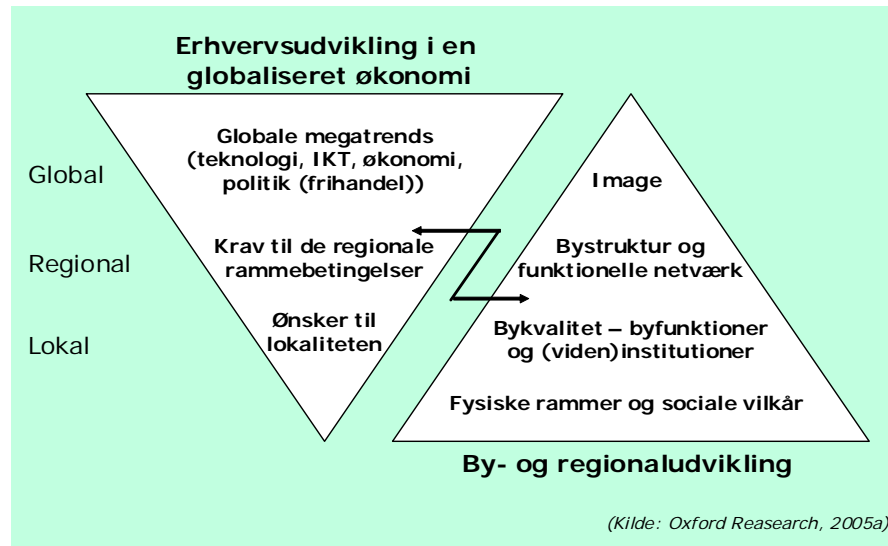 Erhvervsudvikling i en
globaliseret økonomi
Global
Regional
Lokal
Globale megatrends
(teknologi, IKT, økonomi,
politik (frihandel))
Krav til de regionale
rammebetingelser
Ønsker til
lokaliteten
Image
Bystruktur og
funktionelle netværk
Bykvalitet – byfunktioner
og (viden)institutioner
Fysiske rammer og sociale vilkår
By- og regionaludvikling
(Kilde: Oxford Reasearch, 2005a)